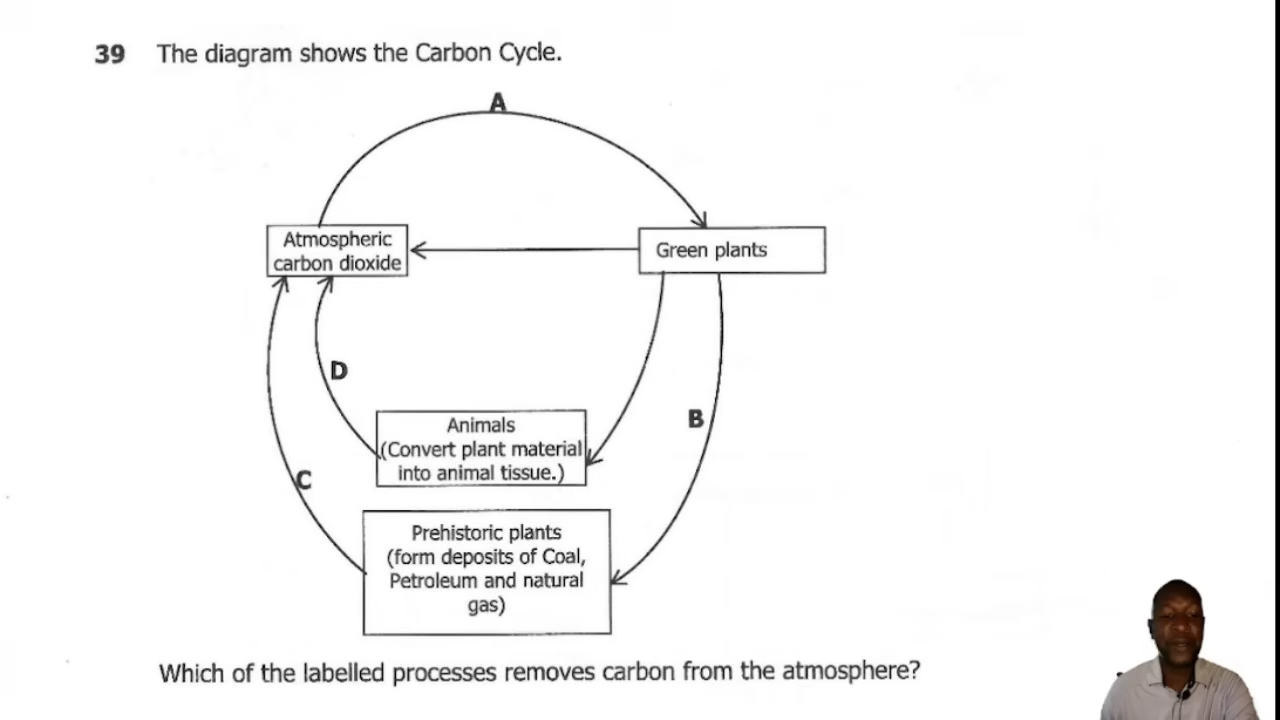 39 The diagram shows the Carbon Cycle.
A
Atmospheric
carbon dioxide
Green plants
D
B
Animals
(Convert plant material
into animal tissue.)
C
Prehistoric plants
(form deposits of Coal,
Petroleum and natural
gas)
Which of the labelled processes removes carbon from the atmosphere?